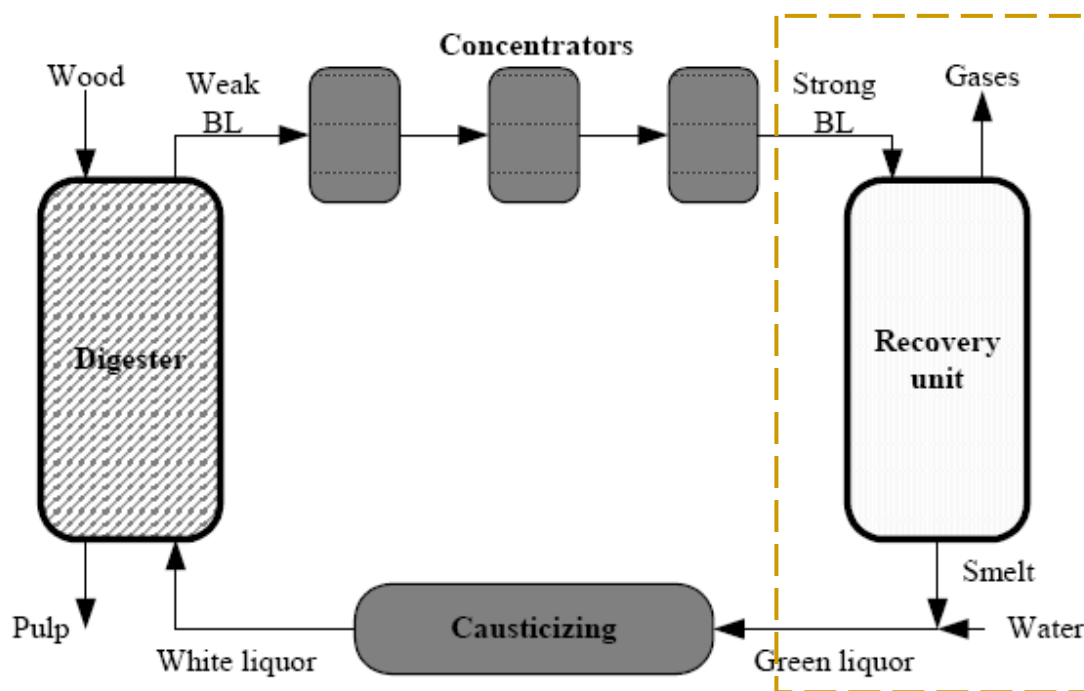 Concentrators
Wood
Weak
BL
Strong
BL
Gases
Digester
Recovery
unit
Smelt
Pulp
Causticizing
Water
White liquor
Green liquor